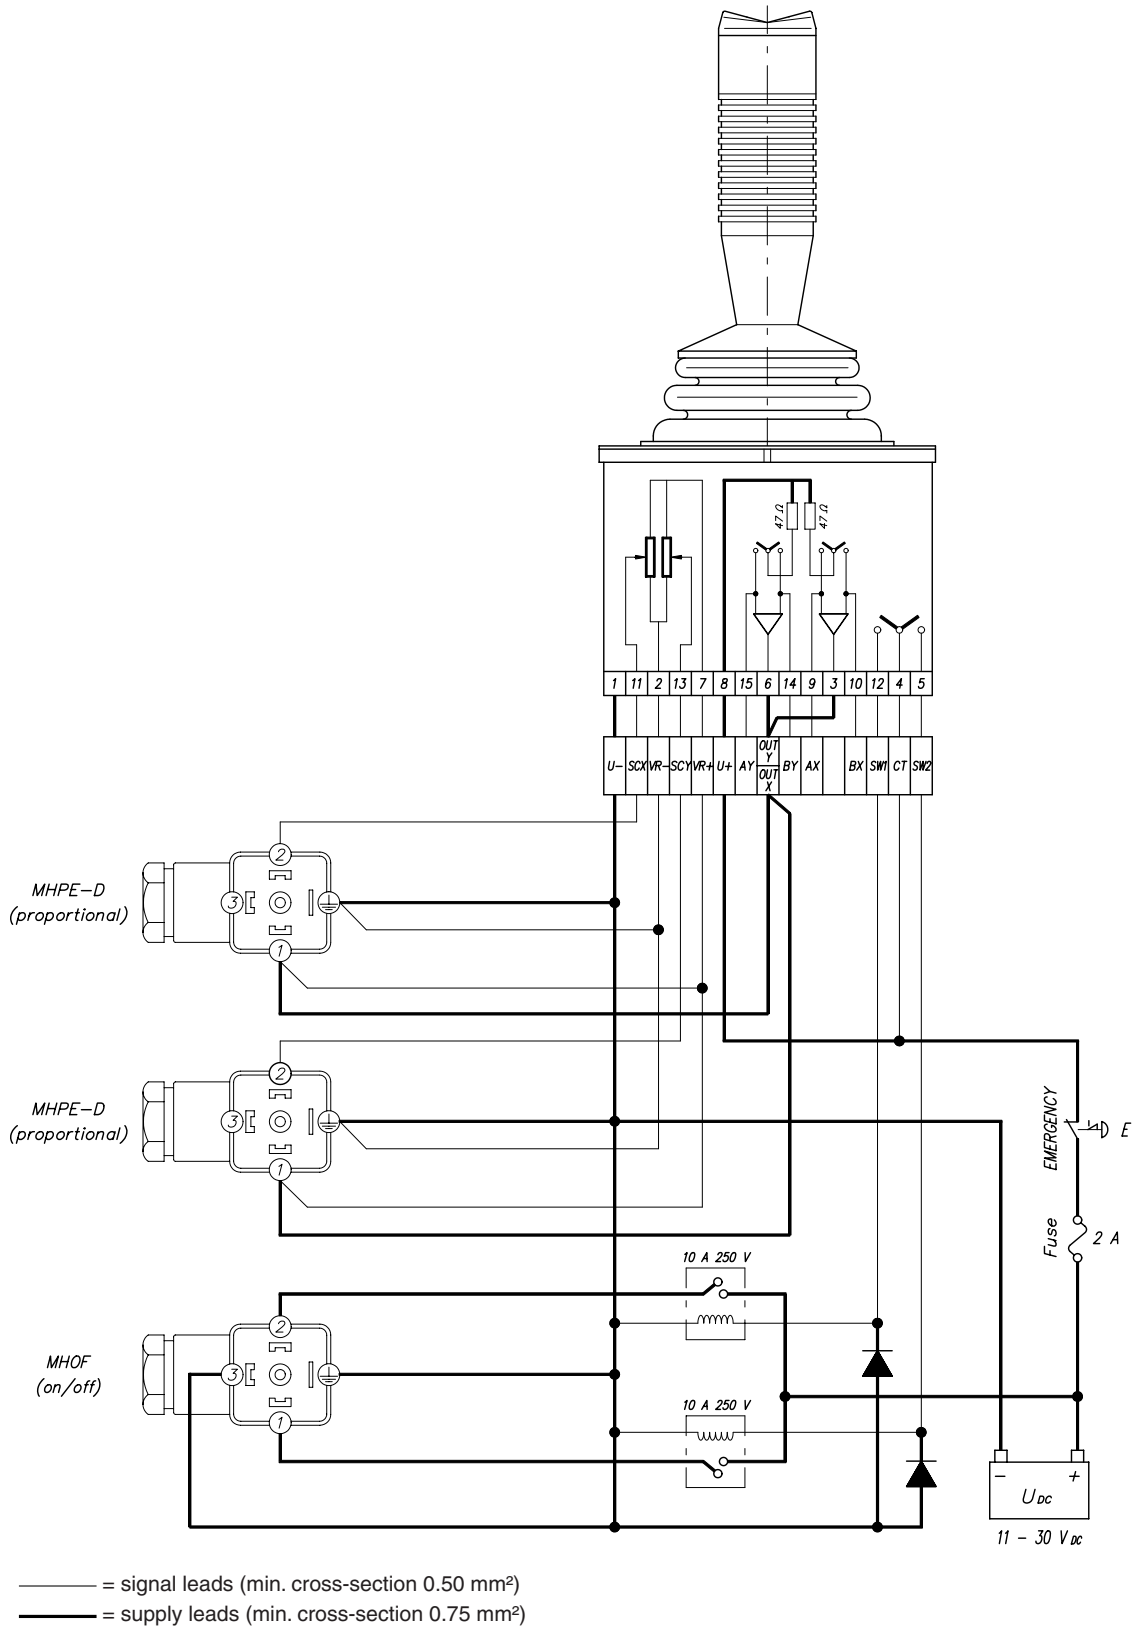 47 Ω 47 Ω
1 11 2 13 7 8 15 6 14 9 3 10 12 4 5
U- SCX VR- SCY VR+ U+ AY OUT Y OUT X BY AX BX SW1 CT SW2
2
MHPE-D
(proportional)
3
1
2
MHPE-D
(proportional)
3
1
EMERGENCY
E
Fuse
2 A
10 A 250 V
2
MHOF
(on/off)
3
1
10 A 250 V
- +
U DC
11 - 30 V DC
= signal leads (min. cross-section 0.50 mm²)
= supply leads (min. cross-section 0.75 mm²)